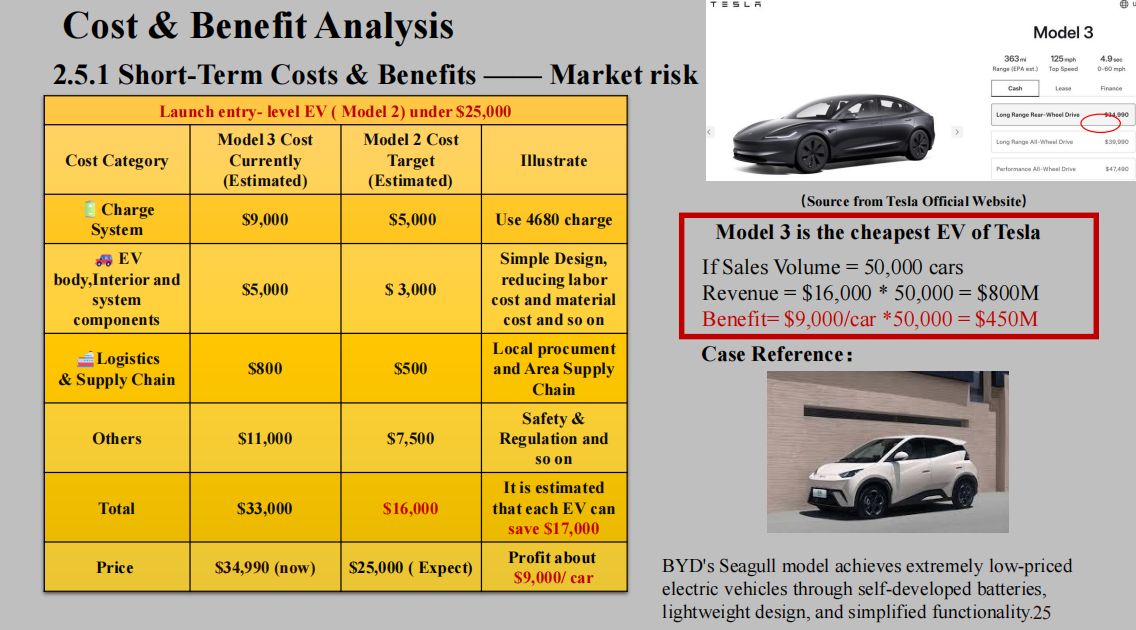 Cost & Benefit Analysis
2.5.1 Short-Term Costs & Benefits —— Market risk
Launch entry- level EV ( Model 2) under $25,000
Cost Category
Model 3 Cost
Currently
(Estimated)
Model 2 Cost
Target
(Estimated)
Illustrate
Charge
System
$9,000
$5,000
Use 4680 charge
EV
body,Interior and
system
components
$5,000
$ 3,000
Simple Design,
reducing labor
cost and material
cost and so on
Logistics
& Supply Chain
$800
$500
Local procument
and Area Supply
Chain
Others
$11,000
$7,500
Safety &
Regulation and
so on
Total
$33,000
$16,000
It is estimated
that each EV can
save $17,000
Price
$34,990 (now)
$25,000 ( Expect)
Profit about
$9,000/ car
TESLA
Model 3
363mi
Range (EPA est.)
125mph
Top Speed
4.9sec
0-60 mph
Cash
Lease
Finance
Long Range Rear-Wheel Drive
$34,990
Long Range All-Wheel Drive
$39,990
Performance All-Wheel Drive
$47,490
(Source from Tesla Official Website)
Model 3 is the cheapest EV of Tesla
If Sales Volume = 50,000 cars
Revenue = $16,000 * 50,000 = $800M
Benefit= $9,000/car *50,000 = $450M
Case Reference:
BYD's Seagull model achieves extremely low-priced
electric vehicles through self-developed batteries,
lightweight design, and simplified functionality.25